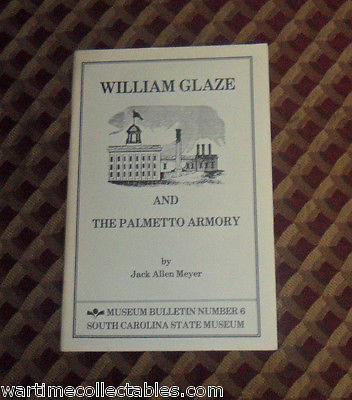 WILLIAM GLAZE
AND
THE PALMETTO ARMORY
by
Jack Allen Meyer
MUSEUM BULLETIN NUMBER 6
SOUTH CAROLINA STATE MUSEUM
wartimecollectables.com